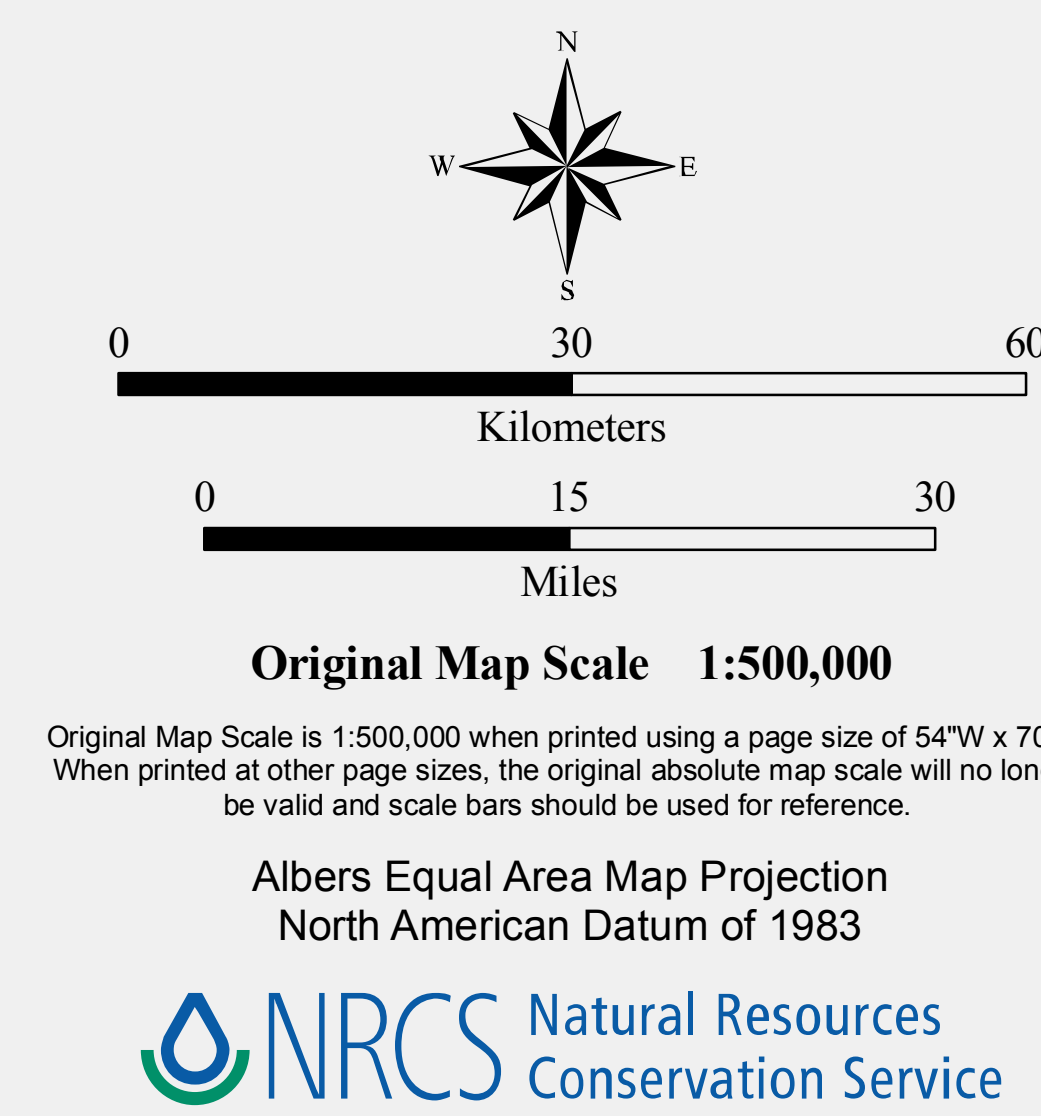 N
W E
S
0 30 60
Kilometers
0 15 30
Miles
Original Map Scale 1:500,000
Original Map Scale is 1:500,000 when printed using a page size of 54"W x 70
When printed at other page sizes, the original absolute map scale will no
be valid and scale bars should be used for reference.
Albers Equal Area Map Projection
North American Datum of 1983
NRCS Natural Resources
Conservation Service